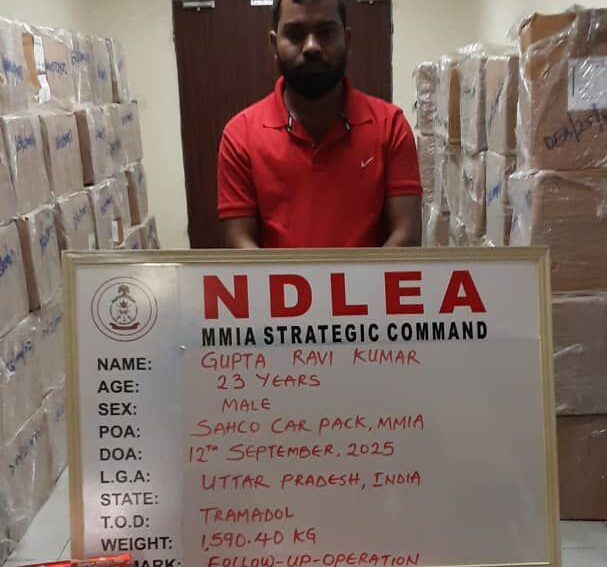 NDLEA
MMIA STRATEGIC COMMAND
NAME: GUPTA RAVI KUMAR
AGE: 23 YEARS
SEX: MALE
POA: SAHCO CAR PACK, MMIA
DOA: 12TH SEPTEMBER, 2025
L.G.A: UTTAR PRADESH, INDIA
STATE:
T.O.D: TRAMADOL
WEIGHT: 1,590.40 KG
MARK: FOLLOW-UP-OPERATION